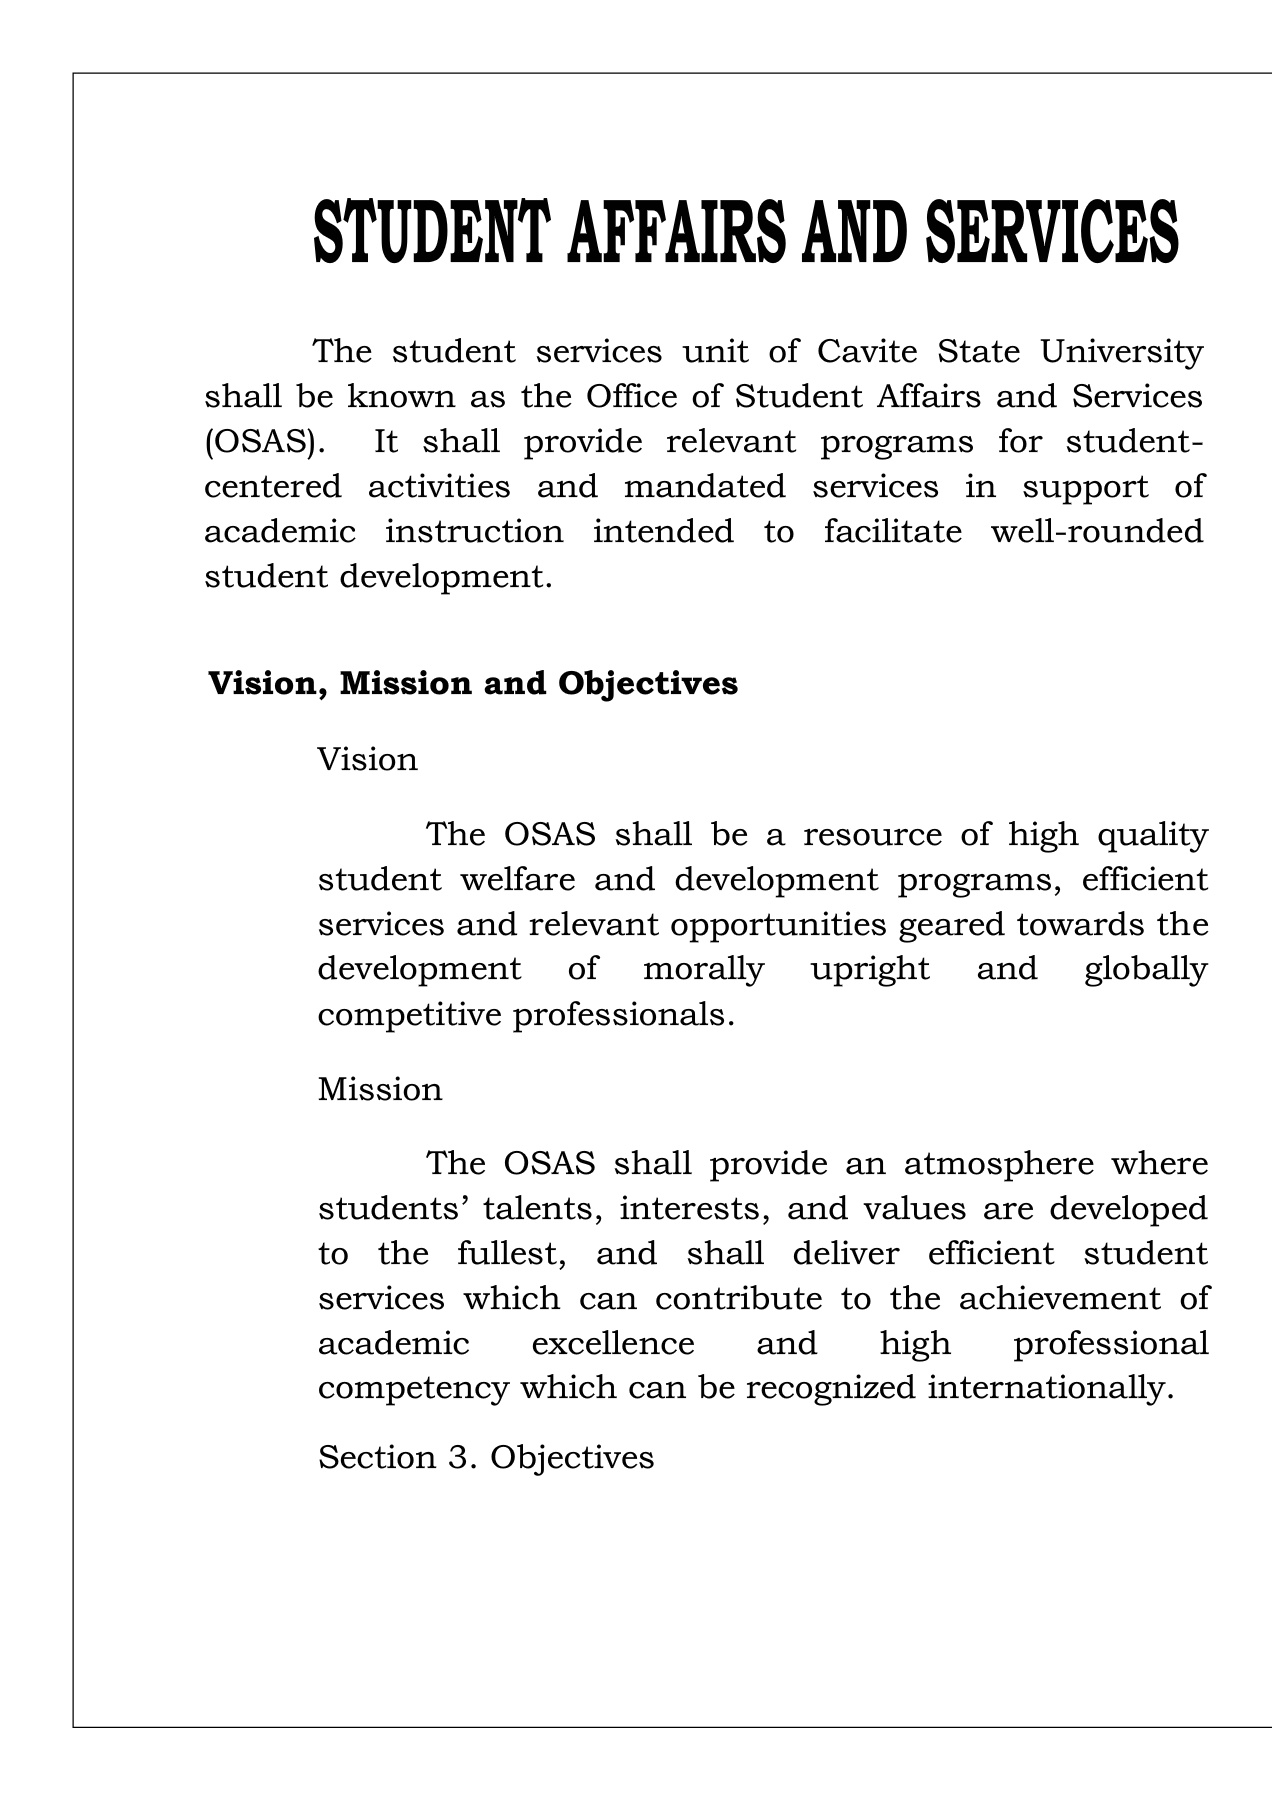 STUDENT AFFAIRS AND SERVICES
The student services unit of Cavite State University
shall be known as the Office of Student Affairs and Services
(OSAS). It shall provide relevant programs for student-
centered activities and mandated services in support of
academic instruction intended to facilitate well-rounded
student development.
Vision, Mission and Objectives
Vision
The OSAS shall be a resource of high quality
student welfare and development programs, efficient
services and relevant opportunities geared towards the
development of morally upright and globally
competitive professionals.
Mission
The OSAS shall provide an atmosphere where
students’ talents, interests, and values are developed
to the fullest, and shall deliver efficient student
services which can contribute to the achievement of
academic excellence and high professional
competency which can be recognized internationally.
Section 3. Objectives